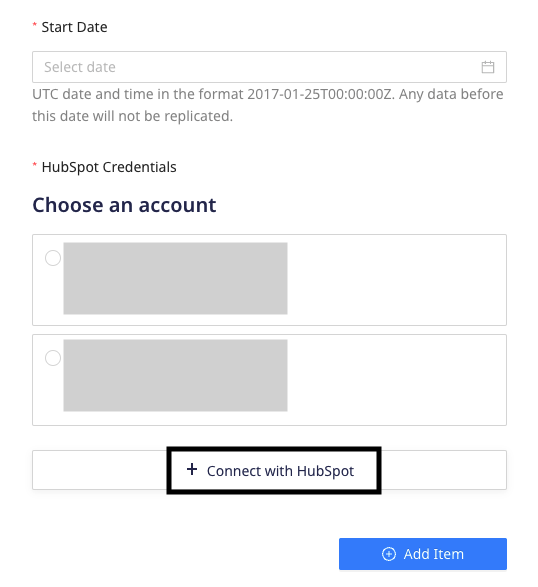 * Start Date
Select date
UTC date and time in the format 2017-01-25T00:00:00Z. Any data before
this date will not be replicated.
* HubSpot Credentials
Choose an account
+ Connect with HubSpot
Add Item